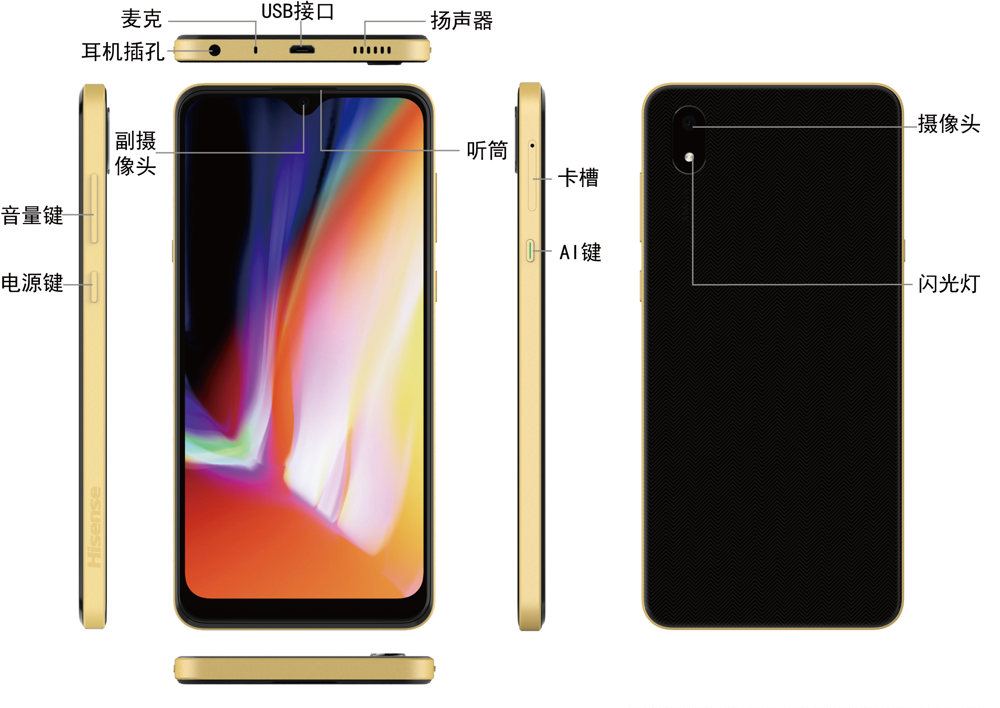 麦克
USB接口
扬声器
耳机插孔
副摄
像头
听筒
摄像头
卡槽
音量键
AI键
电源键
闪光灯
Hisense